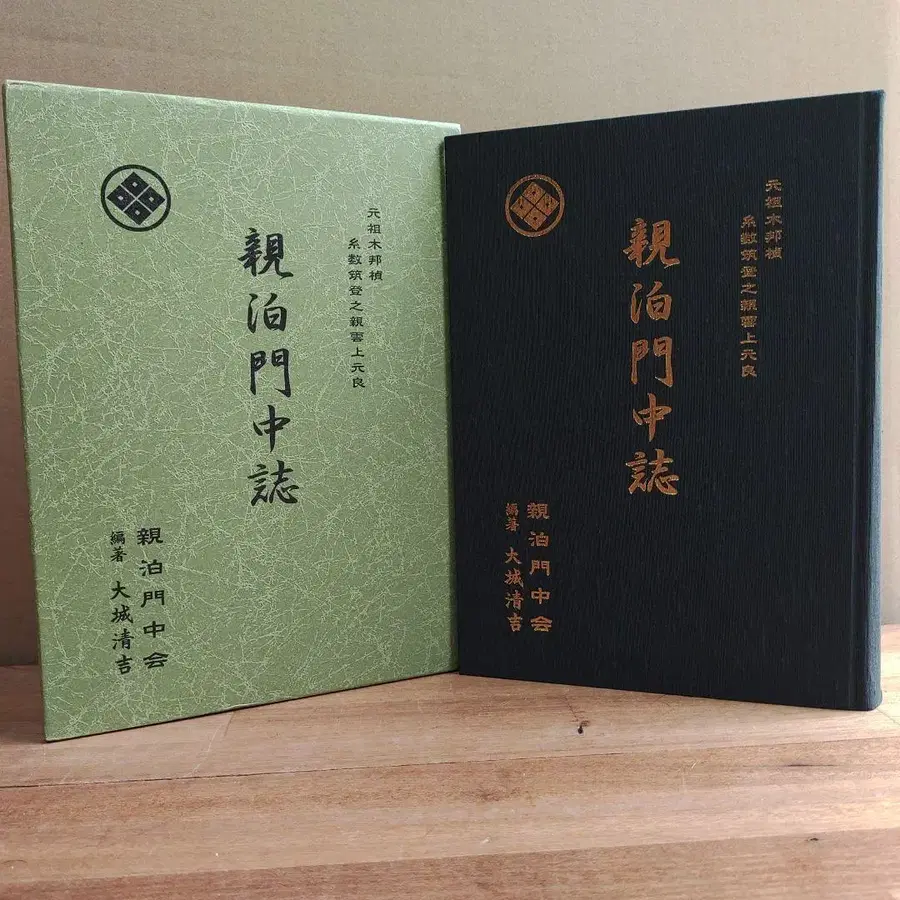 元祖木邦楨
糸数筑登之親雲上元良
親泊門中誌
親泊門中会
編著 大城清吉
元祖木邦楨
糸数筑登之親雲上元良
親泊門中誌
親泊門中会
編著 大城清吉